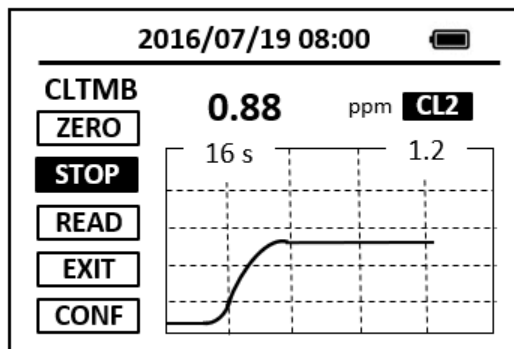 2016/07/19 08:00
CLTMB
0.88 ppm CL2
ZERO
16 s 1.2
STOP
READ
EXIT
CONF